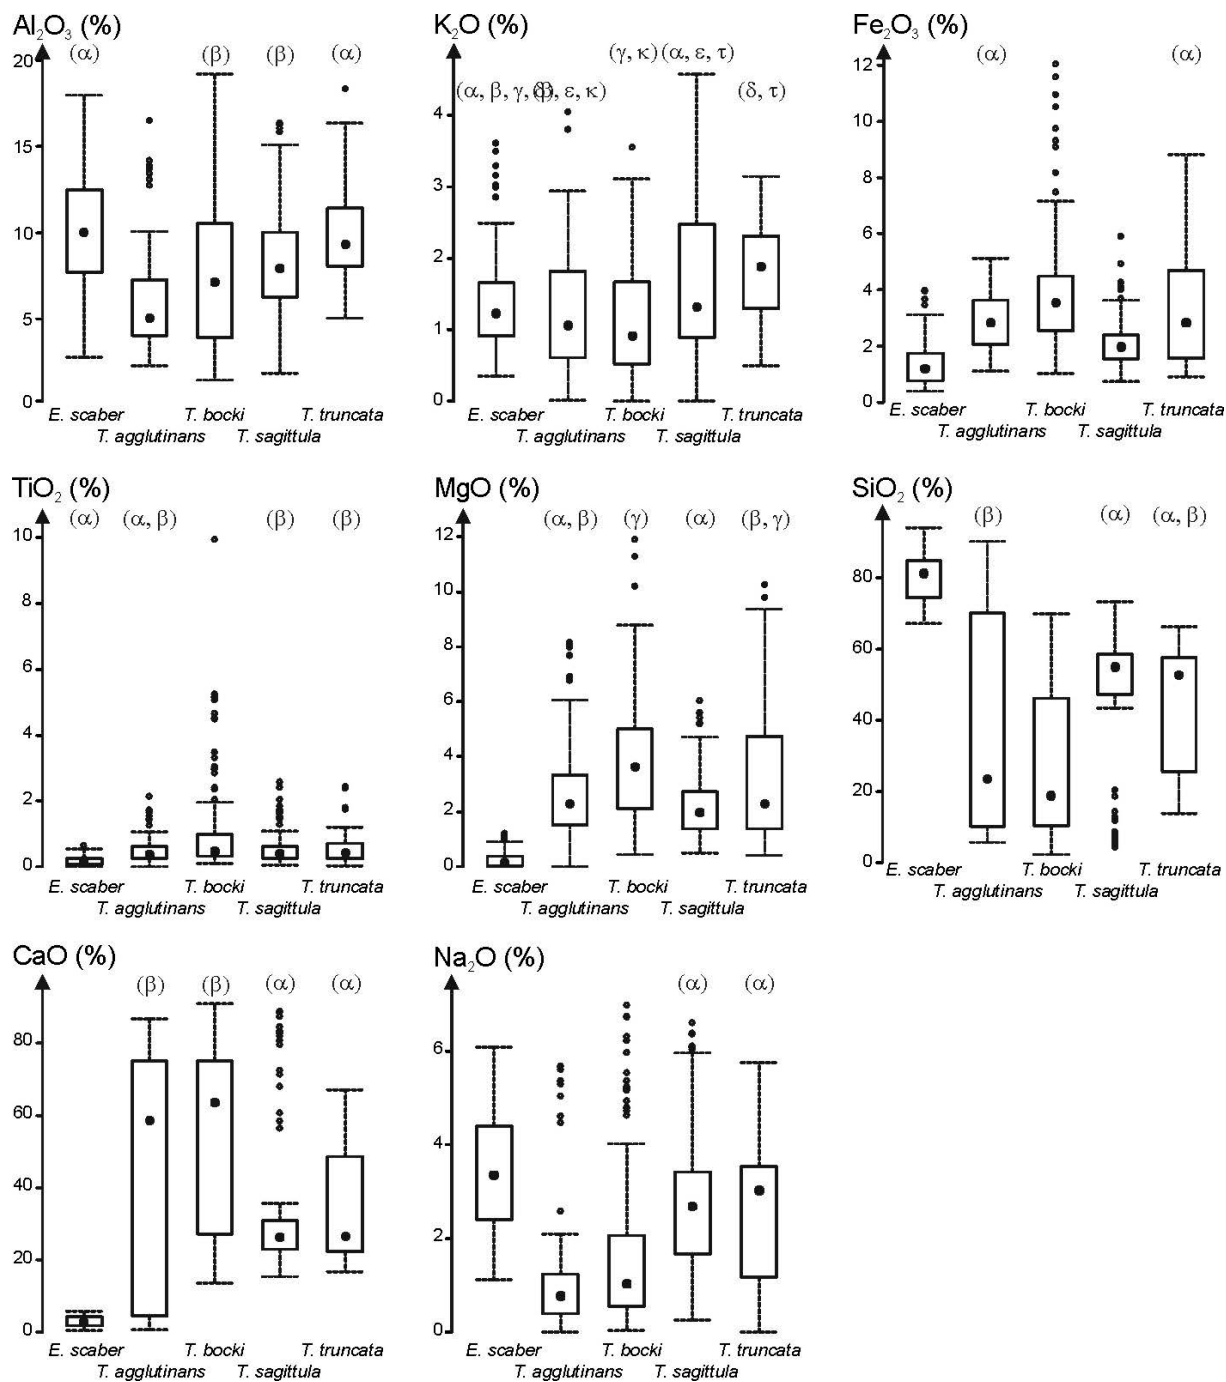 Al₂O₃ (%)
20
(α)
(β)
(β)
(α)
15
10
5
0
E. scaber
T. bocki
T. truncata
T. agglutinans
T. sagittula
K₂O (%)
(γ, κ)
(α, ε, τ)
(α, β, γ, δ)
(β, ε, κ)
(δ, τ)
4
3
2
1
0
E. scaber
T. bocki
T. truncata
T. agglutinans
T. sagittula
Fe₂O₃ (%)
(α)
(α)
12
10
8
6
4
2
0
E. scaber
T. bocki
T. truncata
T. agglutinans
T. sagittula
TiO₂ (%)
(α)
(α, β)
(β)
(β)
10
8
6
4
2
0
E. scaber
T. bocki
T. truncata
T. agglutinans
T. sagittula
MgO (%)
(α, β)
(γ)
(α)
(β, γ)
12
10
8
6
4
2
0
E. scaber
T. bocki
T. truncata
T. agglutinans
T. sagittula
SiO₂ (%)
(β)
(α)
(α, β)
80
60
40
20
0
E. scaber
T. bocki
T. truncata
T. agglutinans
T. sagittula
CaO (%)
(β)
(β)
(α)
(α)
80
60
40
20
0
E. scaber
T. bocki
T. truncata
T. agglutinans
T. sagittula
Na₂O (%)
(α)
(α)
6
4
2
0
E. scaber
T. bocki
T. truncata
T. agglutinans
T. sagittula